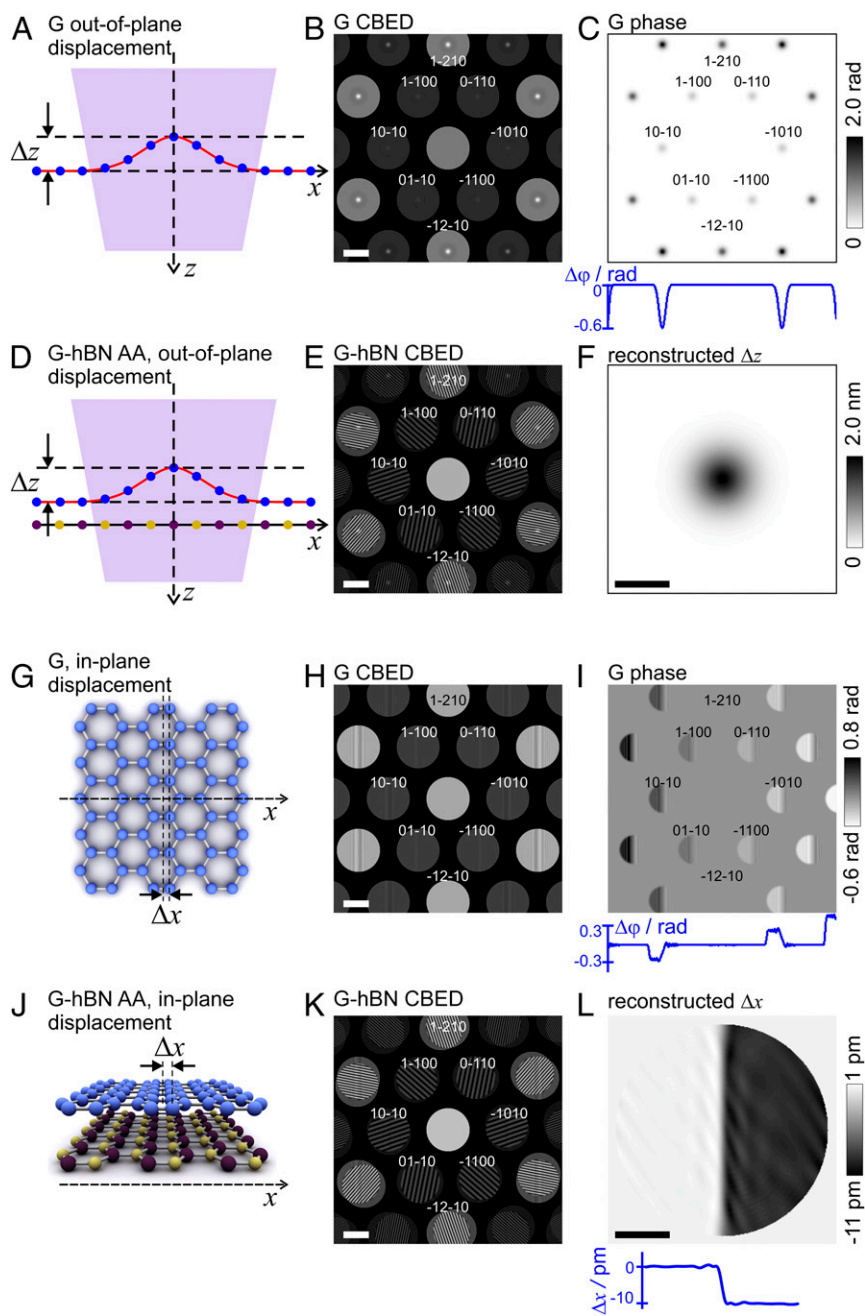 A G out-of-plane
displacement
Δz
x
z
B G CBED
1-210
1-100 0-110
10-10 -1010
01-10 -1100
-12-10
C G phase
1-210
1-100 0-110
10-10 -1010
01-10 -1100
-12-10
2.0 rad
0
Δφ / rad
0
-0.6
D G-hBN AA, out-of-plane
displacement
Δz
x
z
E G-hBN CBED
1-210
1-100 0-110
10-10 -1010
01-10 -1100
-12-10
F reconstructed Δz
2.0 nm
0
G G, in-plane
displacement
x
Δx
H G CBED
1-210
1-100 0-110
10-10 -1010
01-10 -1100
-12-10
I G phase
1-210
1-100 0-110
10-10 -1010
01-10 -1100
-12-10
0.8 rad
-0.6 rad
Δφ / rad
0.3
-0.3
J G-hBN AA, in-plane
displacement
Δx
x
K G-hBN CBED
1-210
1-100 0-110
10-10 -1010
01-10 -1100
-12-10
L reconstructed Δx
1 pm
-11 pm
Δx / pm
0
-10